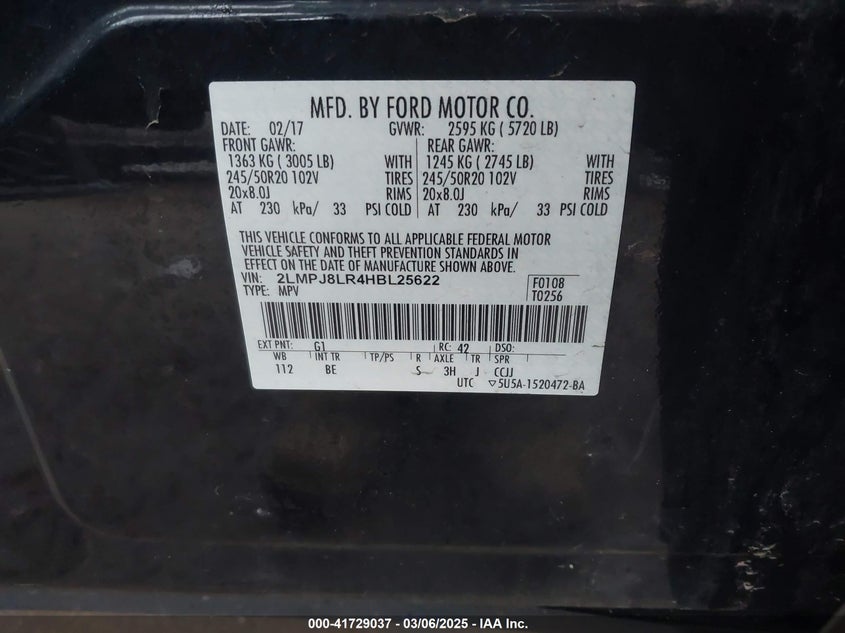 MFD. BY FORD MOTOR CO.
DATE: 02/17 GVWR: 2595 KG ( 5720 LB)
FRONT GAWR: REAR GAWR:
1363 KG ( 3005 LB) WITH 1245 KG ( 2745 LB) WITH
245/50R20 102V TIRES 245/50R20 102V TIRES
20x8.0J RIMS 20x8.0J RIMS
AT 230 kPa/ 33 PSI COLD AT 230 kPa/ 33 PSI COLD
THIS VEHICLE CONFORMS TO ALL APPLICABLE FEDERAL MOTOR
VEHICLE SAFETY AND THEFT PREVENTION STANDARDS IN
EFFECT ON THE DATE OF MANUFACTURE SHOWN ABOVE.
VIN: 2LMPJ8LR4HBL25622 F0108
TYPE: MPV T0256
EXT PNT: G1 RC: 42 DSO:
WB INT TR TP/PS R AXLE TR SPR
112 BE S 3H J CCJJ
UTC ▽5U5A-1520472-BA
000-41729037 - 03/06/2025 - IAA Inc.